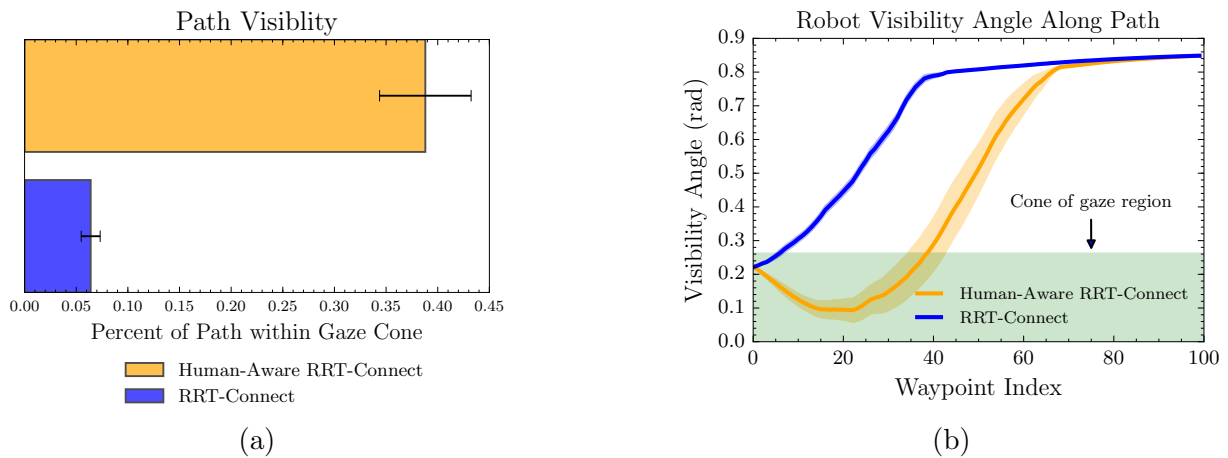 Path Visiblity
0.00 0.05 0.10 0.15 0.20 0.25 0.30 0.35 0.40 0.45
Percent of Path within Gaze Cone
Human-Aware RRT-Connect
RRT-Connect
(a)
Robot Visibility Angle Along Path
Visibility Angle (rad)
0.9
0.8
0.7
0.6
0.5
0.4
0.3
0.2
0.1
0.0
Cone of gaze region
Human-Aware RRT-Connect
RRT-Connect
0 20 40 60 80 100
Waypoint Index
(b)